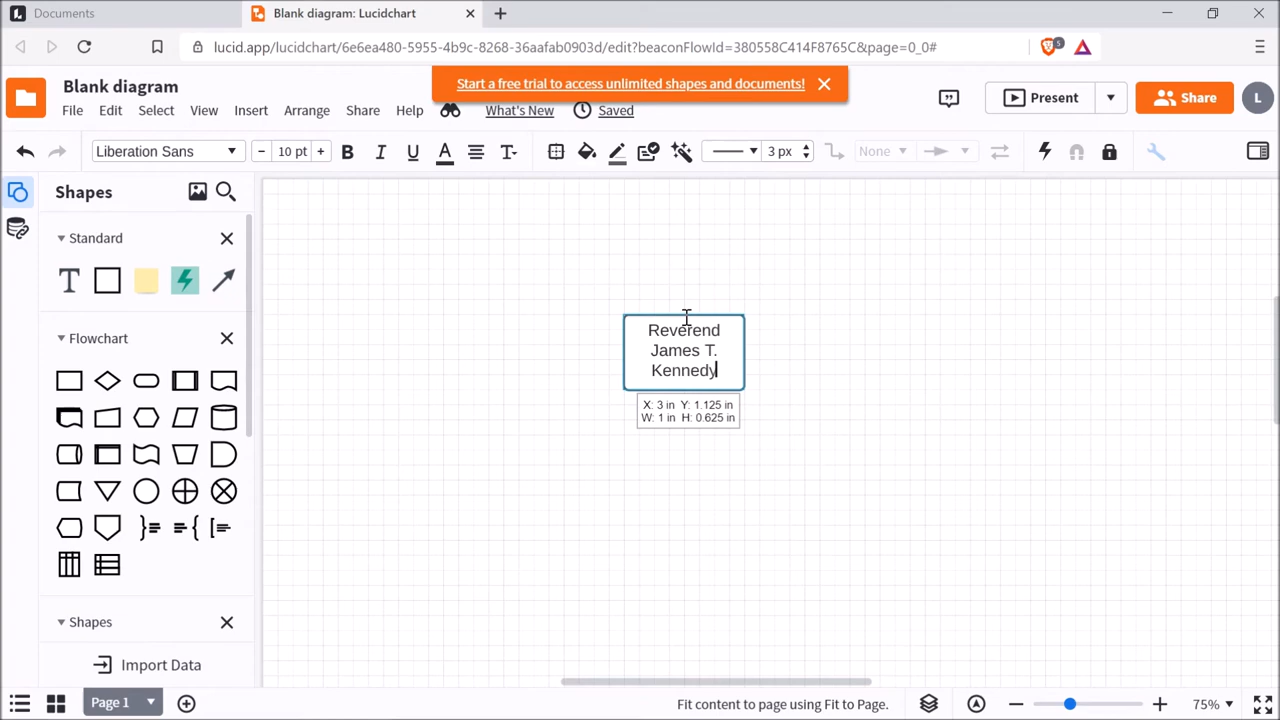 Documents
Blank diagram: Lucidchart
lucid.app/lucidchart/6e9ea480-5955-4b9c-8268-36aafab0903d/edit?beaconFlowId=380558C414F8765C&page=0_0#
5
Blank diagram
Start a free trial to access unlimited shapes and documents!
Present
Share
L
File Edit Select View Insert Arrange Share Help What's New Saved
Liberation Sans
10 pt
B I U A T
3 px
None
Shapes
Standard
T
Flowchart
Reverend
James T.
Kennedy
X: 3 in Y: 1.125 in
W: 1 in H: 0.625 in
Shapes
Import Data
Page 1
Fit content to page using Fit to Page.
75%